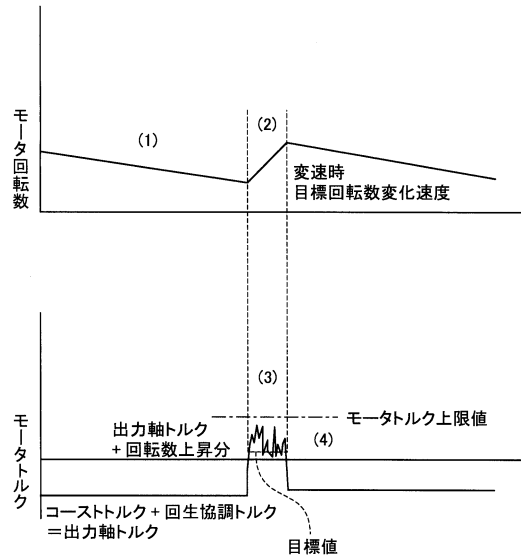 モータ回転数
(1)
(2)
変速時
目標回転数変化速度
モータトルク
(3)
モータトルク上限値
出力軸トルク
+回転数上昇分
(4)
コーストトルク+回生協調トルク
=出力軸トルク
目標値